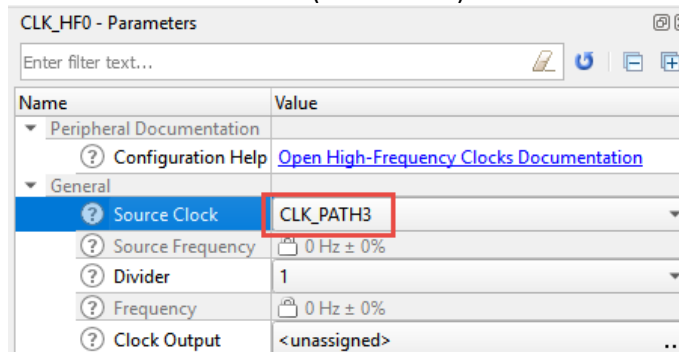 CLK_HF0 - Parameters
Enter filter text...
Name Value
Peripheral Documentation
Configuration Help Open High-Frequency Clocks Documentation
General
Source Clock CLK_PATH3
Source Frequency 0 Hz ± 0%
Divider 1
Frequency 0 Hz ± 0%
Clock Output <unassigned> ..